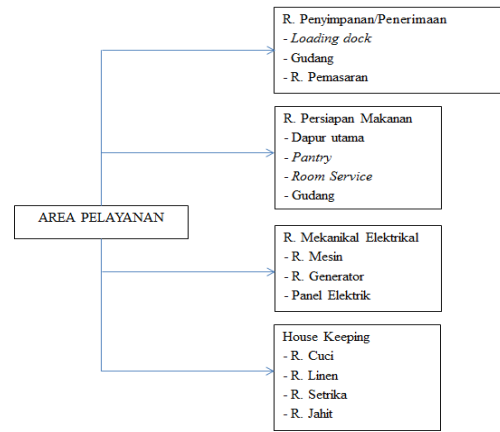 R. Penyimpanan/Penerimaan
- Loading dock
- Gudang
- R. Pemasaran
R. Persiapan Makanan
- Dapur utama
- Pantry
- Room Service
- Gudang
AREA PELAYANAN
R. Mekanikal Elektrikal
- R. Mesin
- R. Generator
- Panel Elektrik
House Keeping
- R. Cuci
- R. Linen
- R. Setrika
- R. Jahit